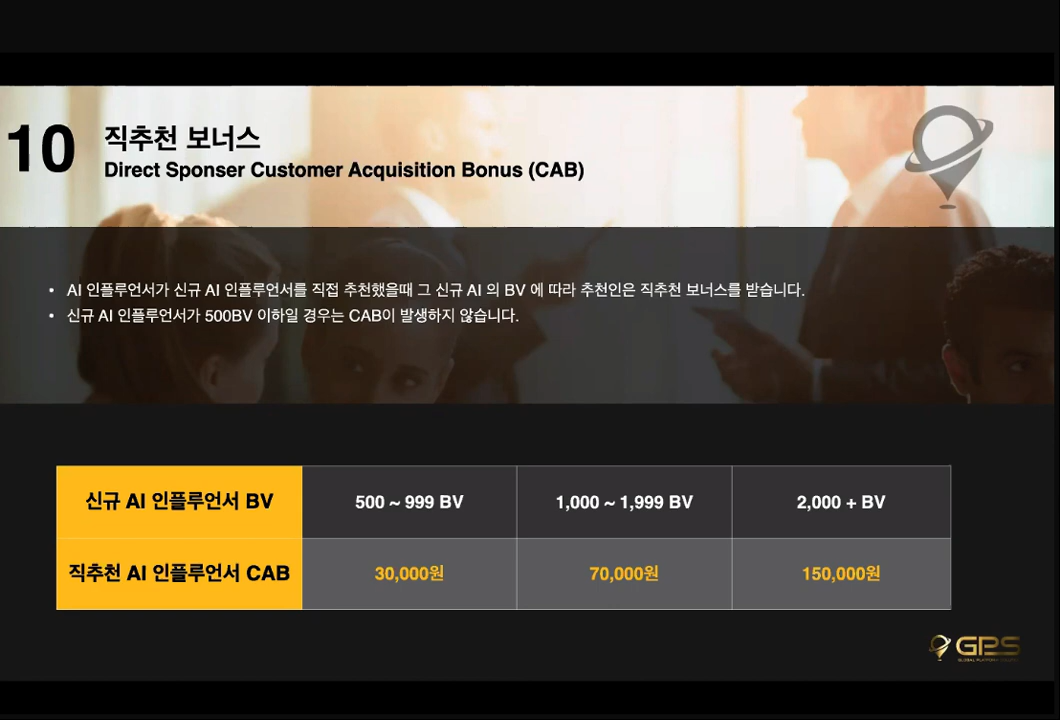 10
직추천 보너스
Direct Sponser Customer Acquisition Bonus (CAB)
• AI 인플루언서가 신규 AI 인플루언서를 직접 추천했을때 그 신규 AI 의 BV 에 따라 추천인은 직추천 보너스를 받습니다.
• 신규 AI 인플루언서가 500BV 이하일 경우는 CAB이 발생하지 않습니다.
신규 AI 인플루언서 BV 500 ~ 999 BV 1,000 ~ 1,999 BV 2,000 + BV
직추천 AI 인플루언서 CAB 30,000원 70,000원 150,000원
GPS